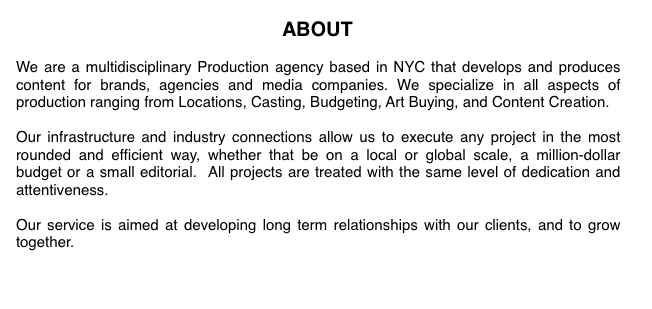 ABOUT
We are a multidisciplinary Production agency based in NYC that develops and produces
content for brands, agencies and media companies. We specialize in all aspects of
production ranging from Locations, Casting, Budgeting, Art Buying, and Content Creation.
Our infrastructure and industry connections allow us to execute any project in the most
rounded and efficient way, whether that be on a local or global scale, a million-dollar
budget or a small editorial.  All projects are treated with the same level of dedication and
attentiveness.
Our service is aimed at developing long term relationships with our clients, and to grow
together.